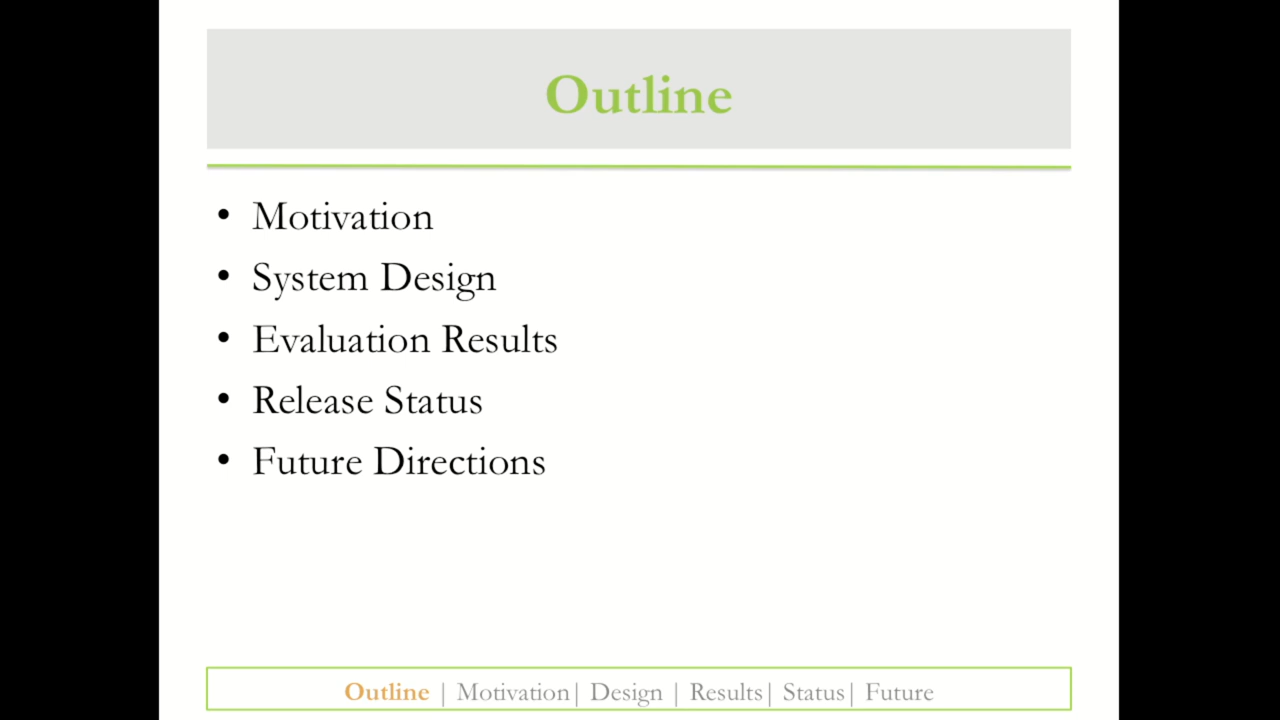 Outline
• Motivation
• System Design
• Evaluation Results
• Release Status
• Future Directions
Outline | Motivation| Design | Results| Status| Future